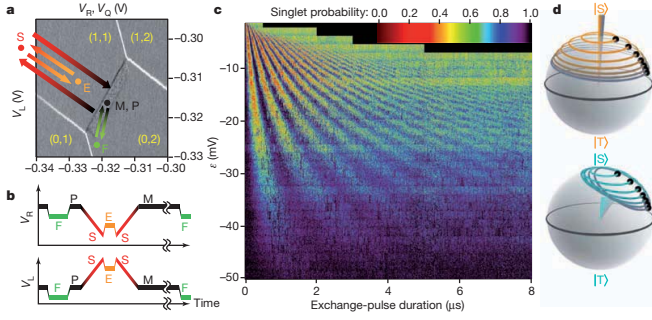 a
V_R, V_Q (V)
S
(1,1)
(1,2)
E
M, P
F
(0,1)
(0,2)
V_L (V)
–0.30
–0.31
–0.32
–0.33
–0.34
–0.33
–0.32
–0.31
b
V_R
F
P
S
E
S
M
F
V_L
F
P
S
E
S
M
F
Time
c
Singlet probability:
0.0
0.2
0.4
0.6
0.8
1.0
ε (mV)
–10
–20
–30
–40
–50
0
2
4
6
8
Exchange-pulse duration (μs)
d
|S⟩
|T⟩
|S⟩
|T⟩